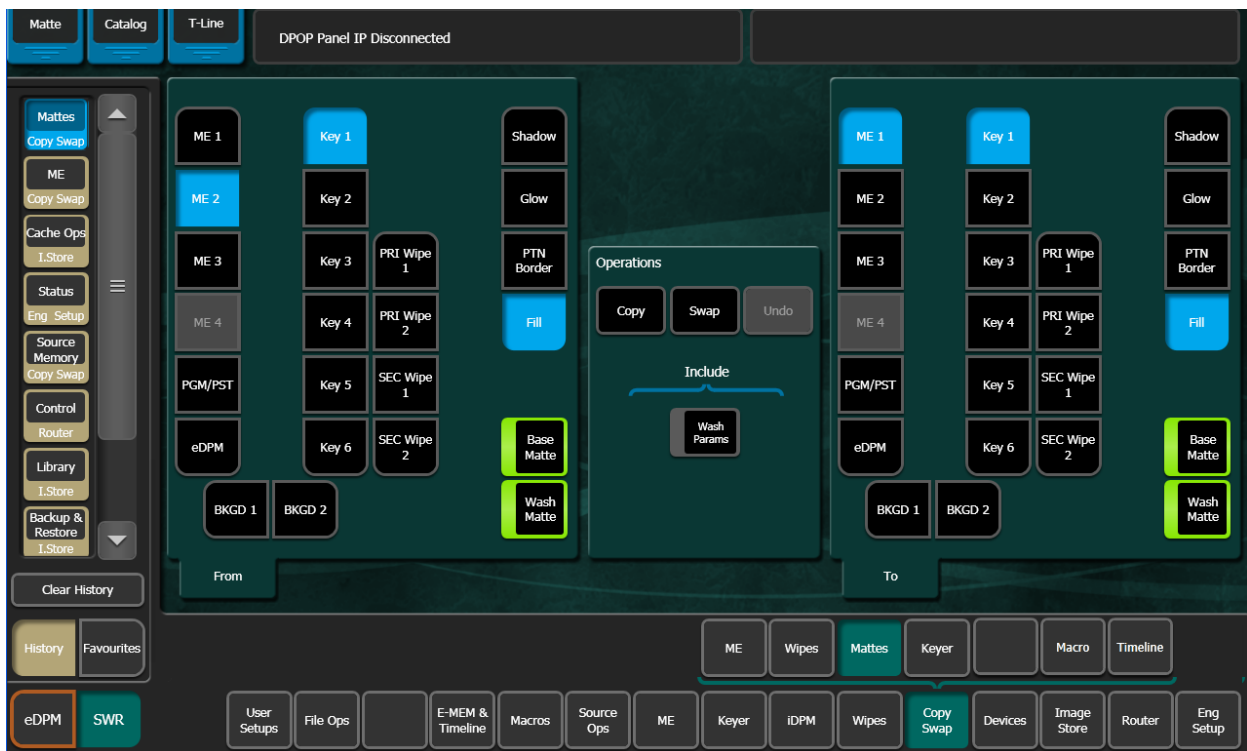 Matte
Catalog
T-Line
DPOP Panel IP Disconnected
Mattes
Copy Swap
ME
Copy Swap
Cache Ops
I.Store
Status
Eng Setup
Source
Memory
Copy Swap
Control
Router
Library
I.Store
Backup &
Restore
I.Store
Clear History
History
Favourites
ME 1
Key 1
Shadow
ME 2
Key 2
Glow
ME 3
Key 3
PRI Wipe
1
PTN
Border
ME 4
Key 4
PRI Wipe
2
Fill
PGM/PST
Key 5
SEC Wipe
1
eDPM
Key 6
SEC Wipe
2
Base
Matte
BKGD 1
BKGD 2
Wash
Matte
From
Operations
Copy
Swap
Undo
Include
Wash
Params
ME 1
Key 1
Shadow
ME 2
Key 2
Glow
ME 3
Key 3
PRI Wipe
1
PTN
Border
ME 4
Key 4
PRI Wipe
2
Fill
PGM/PST
Key 5
SEC Wipe
1
eDPM
Key 6
SEC Wipe
2
Base
Matte
BKGD 1
BKGD 2
Wash
Matte
To
ME
Wipes
Mattes
Keyer
Macro
Timeline
eDPM
SWR
User
Setups
File Ops
E-MEM &
Timeline
Macros
Source
Ops
ME
Keyer
iDPM
Wipes
Copy
Swap
Devices
Image
Store
Router
Eng
Setup